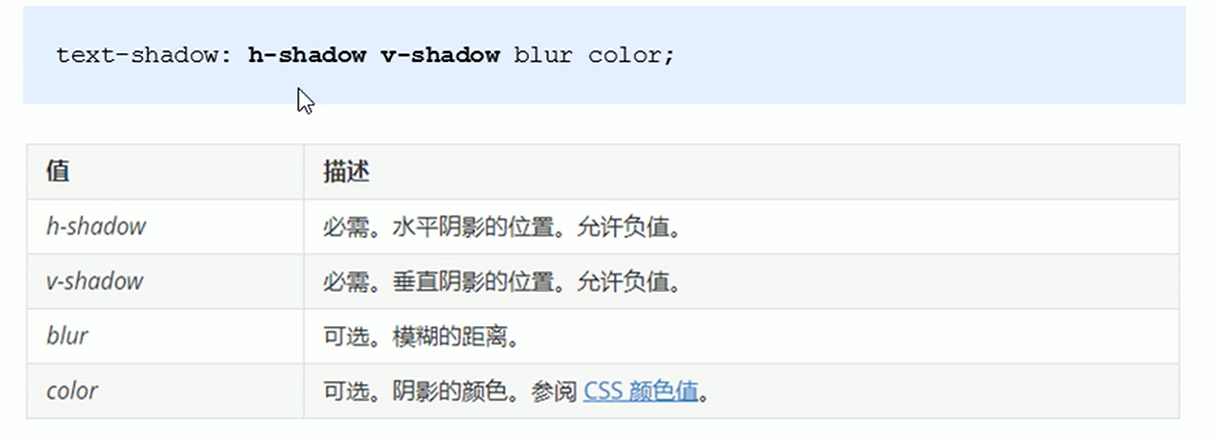 text-shadow: h-shadow v-shadow blur color;
值 描述
h-shadow 必需。水平阴影的位置。允许负值。
v-shadow 必需。垂直阴影的位置。允许负值。
blur 可选。模糊的距离。
color 可选。阴影的颜色。参阅 CSS 颜色值。